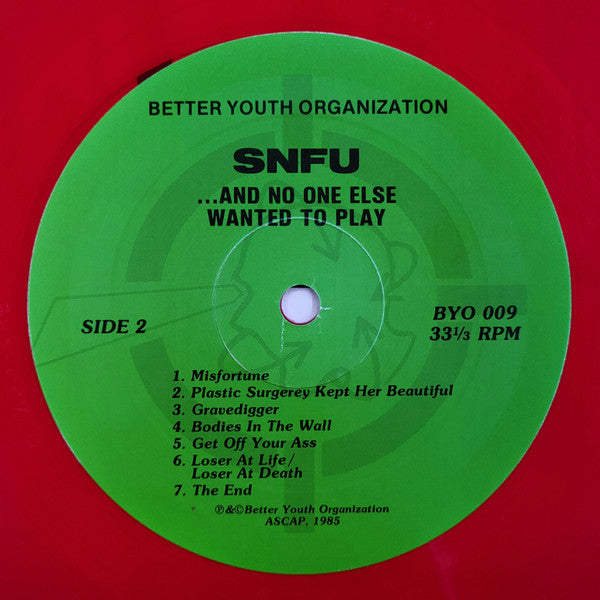 BETTER YOUTH ORGANIZATION
SNFU
...AND NO ONE ELSE
WANTED TO PLAY
SIDE 2
BYO 009
33⅓ RPM
1. Misfortune
2. Plastic Surgerey Kept Her Beautiful
3. Gravedigger
4. Bodies In The Wall
5. Get Off Your Ass
6. Loser At Life/
Loser At Death
7. The End
℗&©Better Youth Organization
ASCAP, 1985